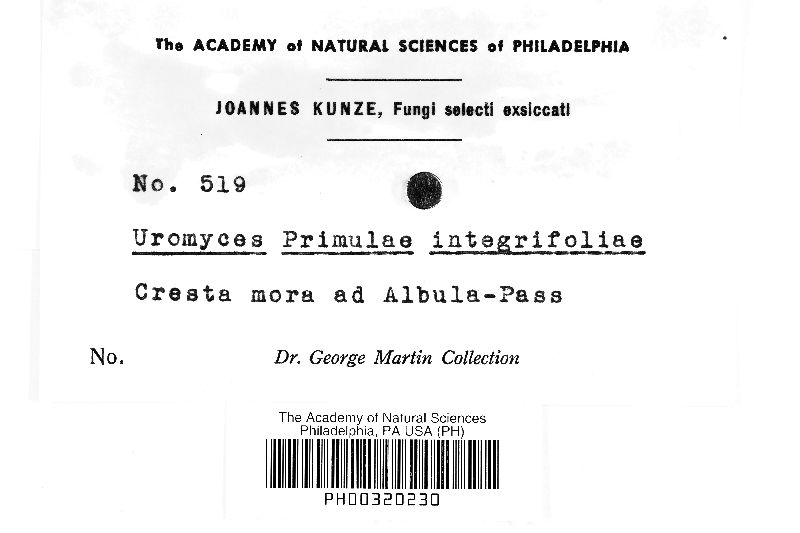 The ACADEMY of NATURAL SCIENCES of PHILADELPHIA
JOANNES KUNZE, Fungi selecti exsiccati
No. 519
Uromyces Primulae integrifoliae
Cresta mora ad Albula-Pass
No.
Dr. George Martin Collection
The Academy of Natural Sciences
Philadelphia, PA USA (PH)
PH00320230